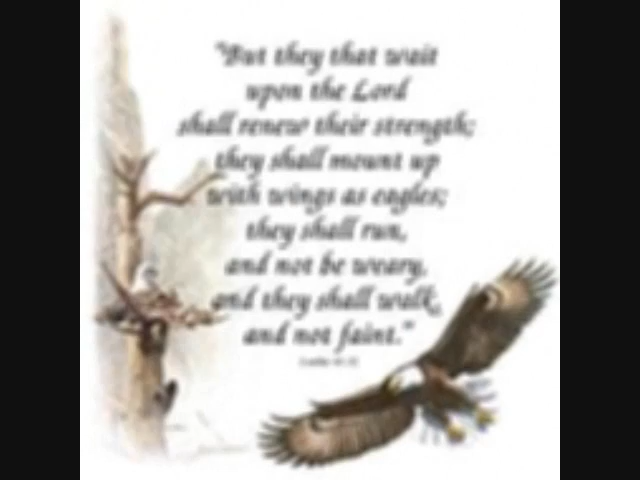 "But they that wait
upon the Lord
shall renew their strength;
they shall mount up
with wings as eagles;
they shall run,
and not be weary,
and they shall walk,
and not faint."